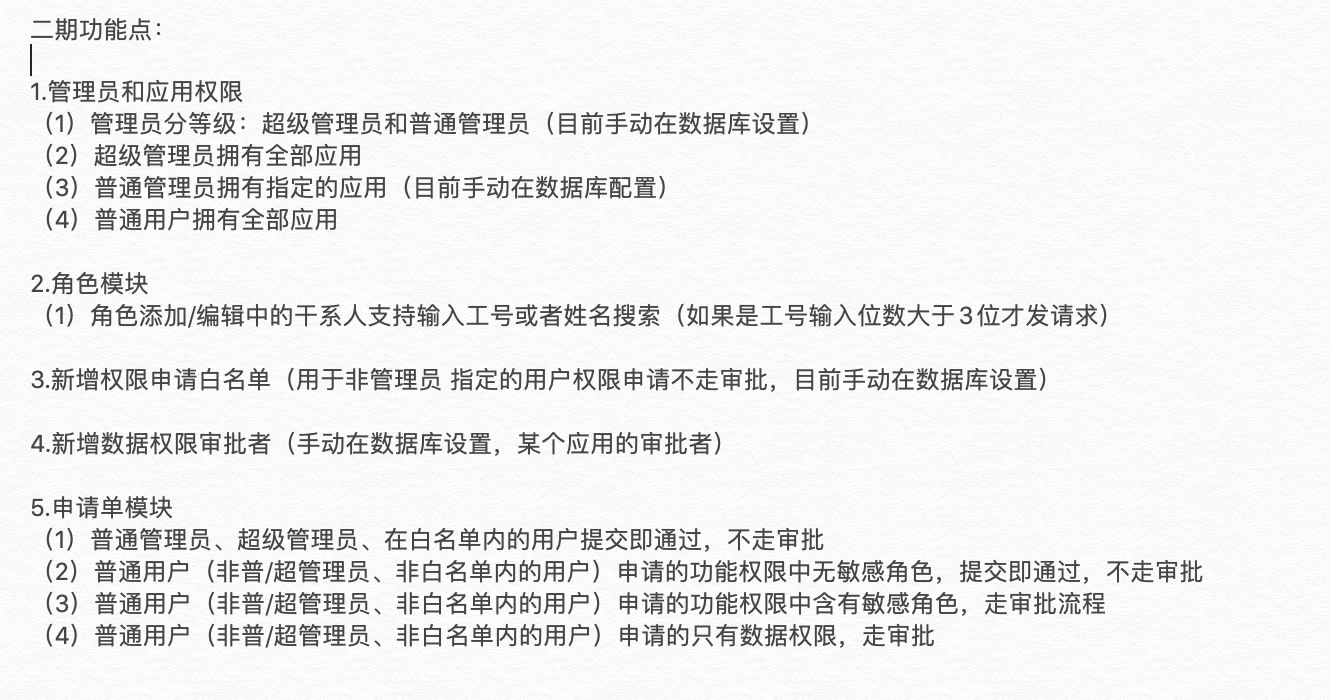 二期功能点：
1.管理员和应用权限
（1）管理员分等级：超级管理员和普通管理员（目前手动在数据库设置）
（2）超级管理员拥有全部应用
（3）普通管理员拥有指定的应用（目前手动在数据库配置）
（4）普通用户拥有全部应用
2.角色模块
（1）角色添加/编辑中的干系人支持输入工号或者姓名搜索（如果是工号输入位数大于3位才发请求）
3.新增权限申请白名单（用于非管理员 指定的用户权限申请不走审批，目前手动在数据库设置）
4.新增数据权限审批者（手动在数据库设置，某个应用的审批者）
5.申请单模块
（1）普通管理员、超级管理员、在白名单内的用户提交即通过，不走审批
（2）普通用户（非普/超管理员、非白名单内的用户）申请的功能权限中无敏感角色，提交即通过，不走审批
（3）普通用户（非普/超管理员、非白名单内的用户）申请的功能权限中含有敏感角色，走审批流程
（4）普通用户（非普/超管理员、非白名单内的用户）申请的只有数据权限，走审批